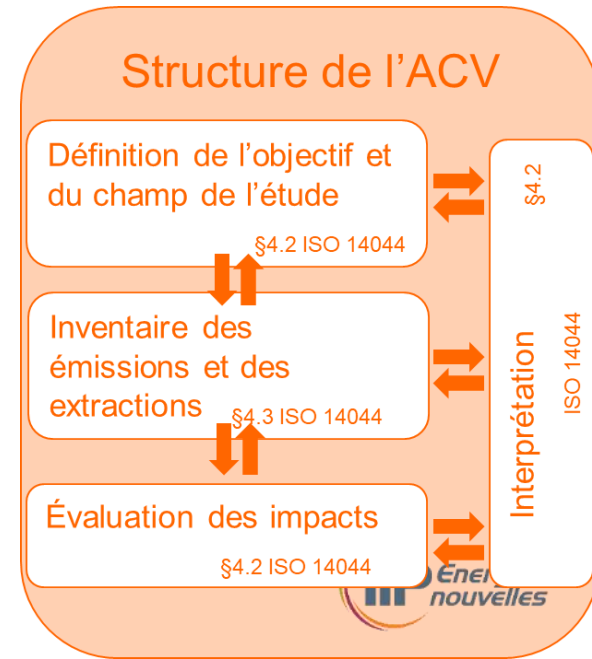 Structure de l’ACV
Définition de l’objectif et
du champ de l’étude
§4.2 ISO 14044
Inventaire des
émissions et des
extractions
§4.3 ISO 14044
Évaluation des impacts
§4.2 ISO 14044
Interprétation
§4.2
ISO 14044
nouvelles